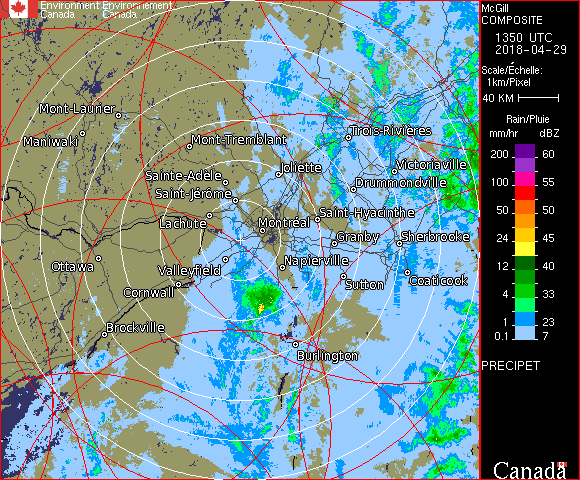 Environment Environnement
Canada Canada
McGill
COMPOSITE
1350 UTC
2018-04-29
Scale/Échelle:
1km/Pixel
40 KM
Rain/Pluie
mm/hr dBZ
200 60
100 55
50 50
24 45
12 40
4 33
1 23
0.1 7
PRECIPET
Canada
Mont-Laurier
Maniwaki
Mont-Tremblant
Trois-Rivières
Joliette
Victoriaville
Sainte-Adèle
Drummondville
Saint-Jérôme
Saint-Hyacinthe
Lachute
Montréal
Granby
Sherbrooke
Ottawa
Valleyfield
Napierville
Sutton
Coaticook
Cornwall
Brockville
Burlington